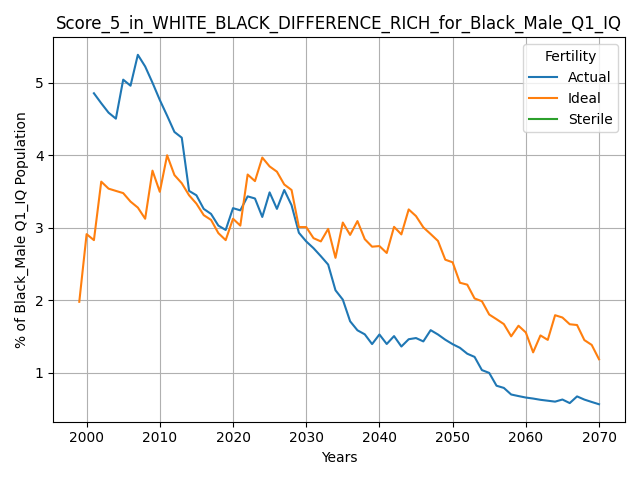 Score_5_in_WHITE_BLACK_DIFFERENCE_RICH_for_Black_Male_Q1_IQ
Fertility
Actual
Ideal
Sterile
% of Black_Male Q1_IQ Population
5
4
3
2
1
2000 2010 2020 2030 2040 2050 2060 2070
Years